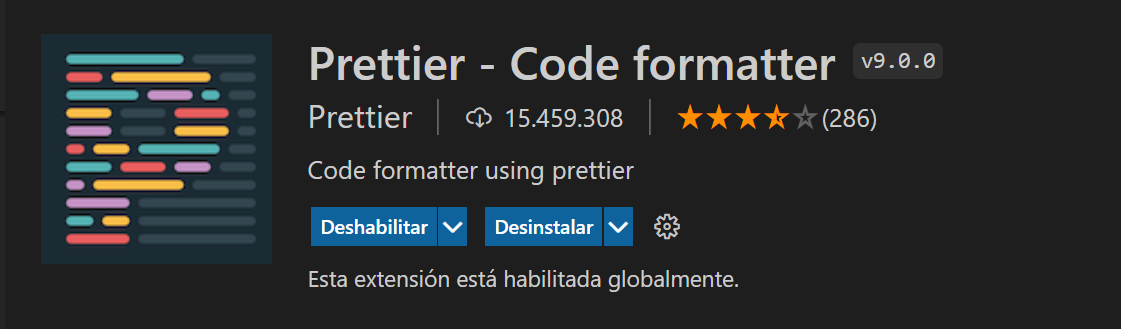 Prettier - Code formatter v9.0.0
Prettier 15.459.308 (286)
Code formatter using prettier
Deshabilitar Desinstalar
Esta extensión está habilitada globalmente.